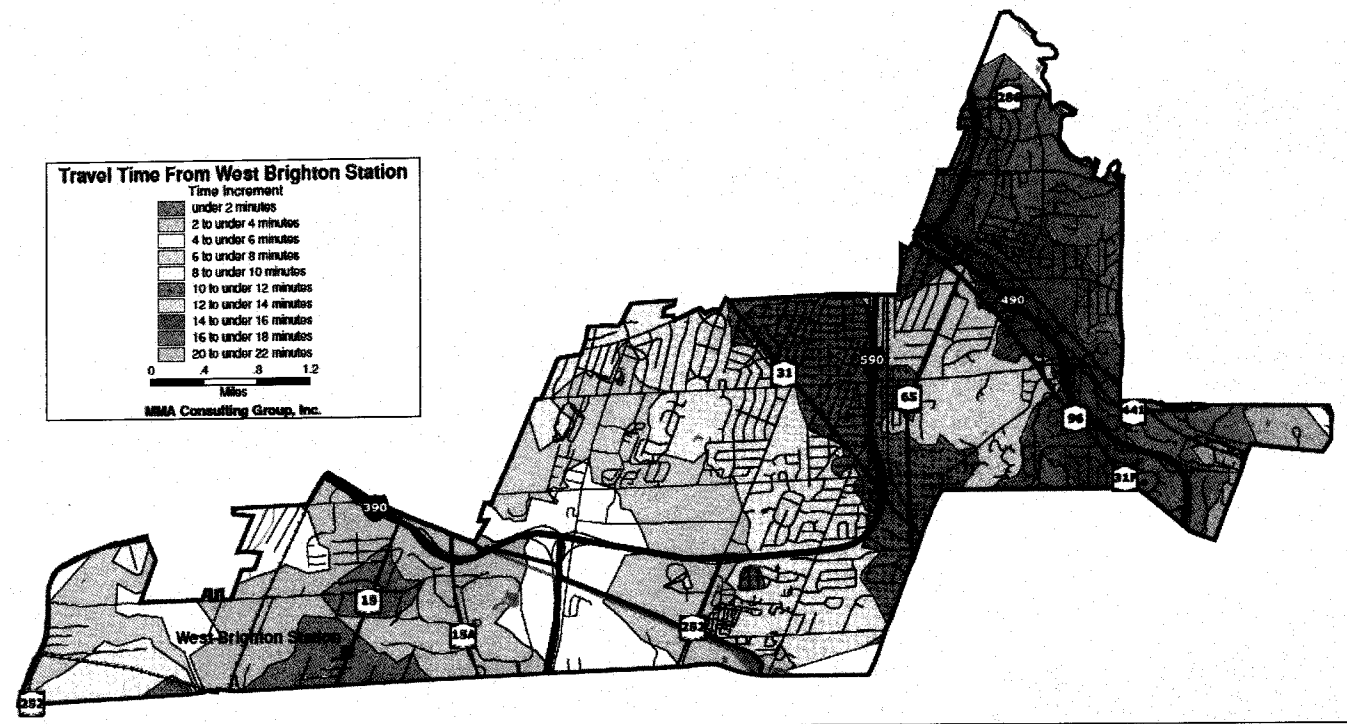 Travel Time From West Brighton Station
Time Increment
under 2 minutes
2 to under 4 minutes
4 to under 6 minutes
6 to under 8 minutes
8 to under 10 minutes
10 to under 12 minutes
12 to under 14 minutes
14 to under 16 minutes
16 to under 18 minutes
20 to under 22 minutes
0 .4 .8 1.2
Miles
MMA Consulting Group, Inc.
286
490
590
31
65
96
441
31F
390
15
West Brighton Station
15A
252
252